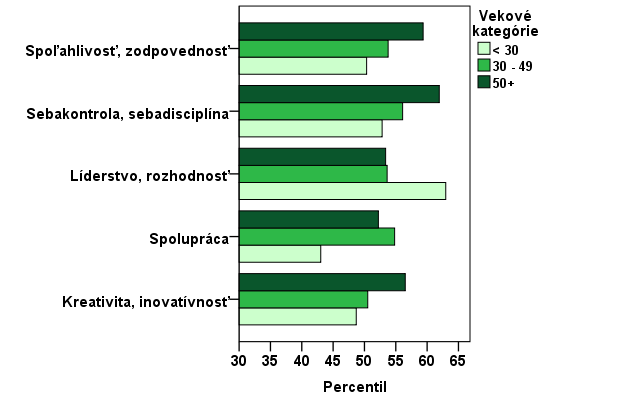 Vekové
kategórie
< 30
30 - 49
50+
Spoľahlivosť, zodpovednosť
Sebakontrola, sebadisciplína
Líderstvo, rozhodnosť
Spolupráca
Kreativita, inovatívnosť
30 35 40 45 50 55 60 65
Percentil